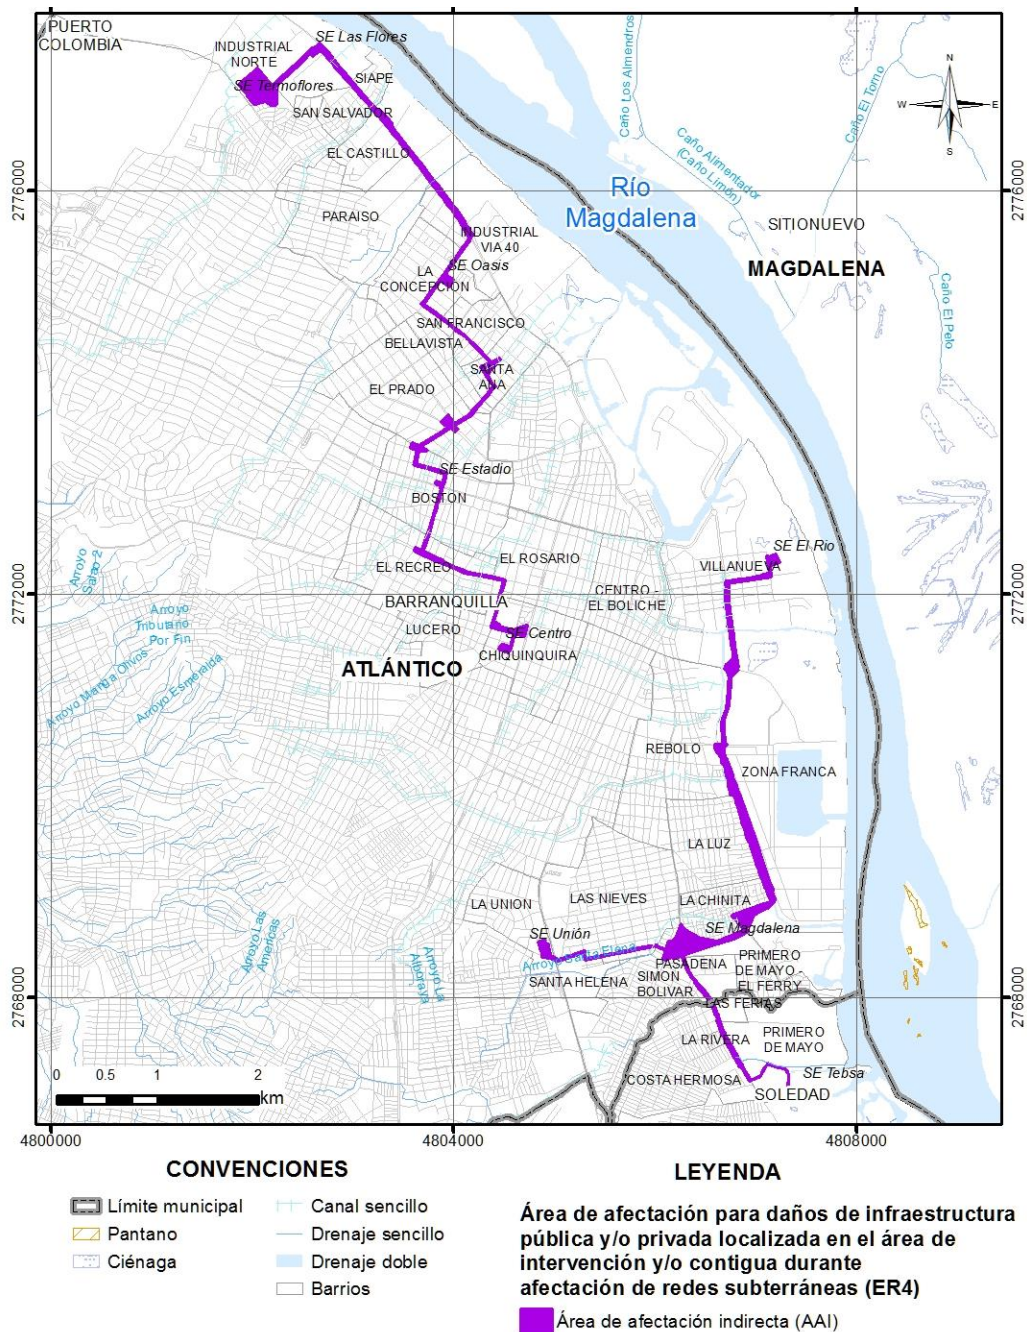 PUERTO
COLOMBIA
INDUSTRIAL
NORTE
SE Las Flores
SE Termoflores
SIAPE
SAN SALVADOR
EL CASTILLO
PARAISO
Caño Los Almendros
Caño Alimentador
(Caño Limón)
Caño El Torno
N
W
E
S
2776000
2776000
Río
Magdalena
SITIONUEVO
MAGDALENA
Caño El Pelo
INDUSTRIAL
VIA 40
SE Oasis
LA
CONCEPCIÓN
SAN FRANCISCO
BELLAVISTA
SANTA
ANA
EL PRADO
SE Estadio
BOSTON
EL RECREO
EL ROSARIO
SE El Rio
VILLANUEVA
2772000
2772000
CENTRO -
EL BOLICHE
BARRANQUILLA
LUCERO
SE Centro
CHIQUINQUIRA
ATLÁNTICO
Arroyo
Salao 2
Arroyo
Tributario
Por Fin
Arroyo Manga Olivos
Arroyo Esmeralda
REBOLO
ZONA FRANCA
LA LUZ
LAS NIEVES
LA UNION
LA CHINITA
SE Unión
SE Magdalena
Arroyo Santa Elena
PASADENA
PRIMERO
DE MAYO -
EL FERRY
SANTA HELENA
SIMON
BOLIVAR
LAS FERIAS
Arroyo Las
Americas
Arroyo La
Alboraya
2768000
2768000
LA RIVERA
PRIMERO
DE MAYO
COSTA HERMOSA
SE Tebsa
SOLEDAD
0 0.5 1 2
km
4800000
4804000
4808000
CONVENCIONES
Límite municipal
Pantano
Ciénaga
Canal sencillo
Drenaje sencillo
Drenaje doble
Barrios
LEYENDA
Área de afectación para daños de infraestructura
pública y/o privada localizada en el área de
intervención y/o contigua durante
afectación de redes subterráneas (ER4)
Área de afectación indirecta (AAI)